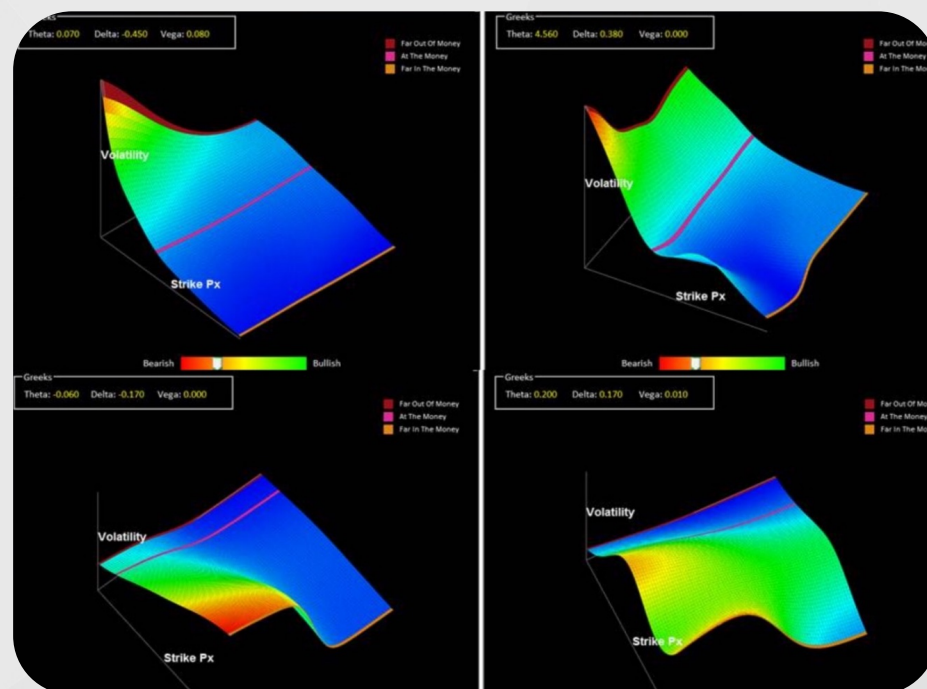 Greeks
Theta: 0.070 Delta: -0.450 Vega: 0.080
Far Out Of Money
At The Money
Far In The Money
Volatility
Strike Px
Bearish Bullish
Greeks
Theta: 4.560 Delta: 0.380 Vega: 0.000
Far Out Of Mo
At The Money
Far In The Mo
Volatility
Strike Px
Bearish Bullish
Greeks
Theta: -0.060 Delta: -0.170 Vega: 0.000
Far Out Of Money
At The Money
Far In The Money
Volatility
Strike Px
Greeks
Theta: 0.200 Delta: 0.170 Vega: 0.010
Far Out Of Mo
At The Money
Far In The Mo
Volatility
Strike Px